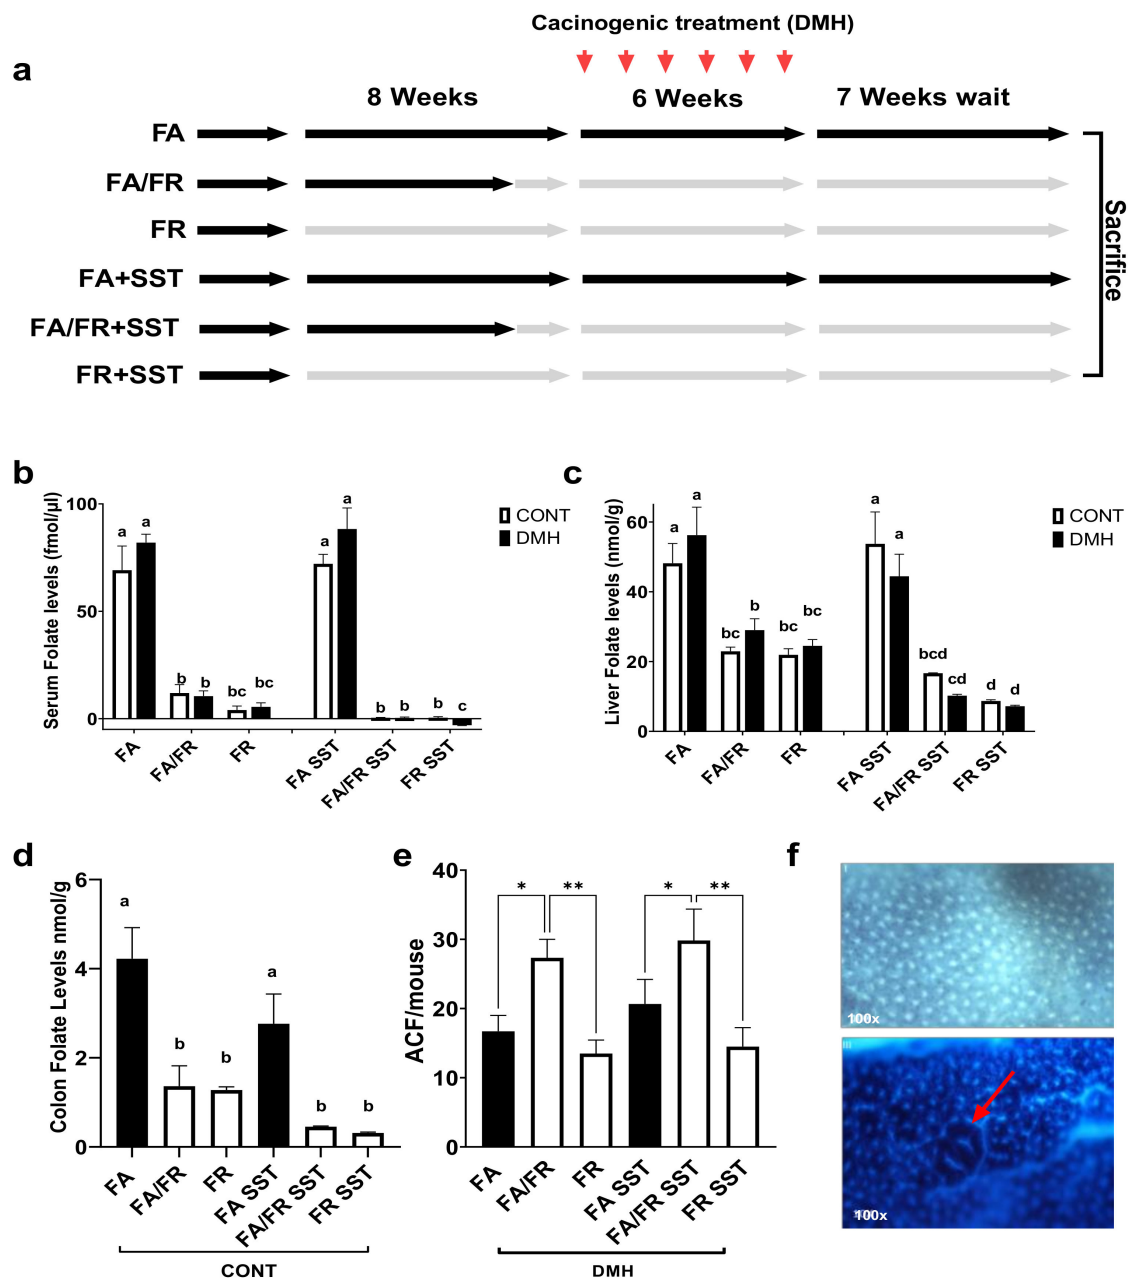 Cacinogenic treatment (DMH)
a
8 Weeks 6 Weeks 7 Weeks wait
FA
FA/FR
FR
FA+SST
FA/FR+SST
FR+SST
Sacrifice
b
Serum Folate levels (fmol/µl)
100
50
0
a a
b b
bc bc
a a
b b
b c
CONT
DMH
FA FA/FR FR FA SST FA/FR SST FR SST
c
Liver Folate levels (nmol/g)
60
40
20
0
a a
bc b
bc bc
a a
bcd cd
d d
CONT
DMH
FA FA/FR FR FA SST FA/FR SST FR SST
d
Colon Folate Levels nmol/g
6
4
2
0
a b b a b b
FA FA/FR FR FA SST FA/FR SST FR SST
CONT
e
ACF/mouse
40
30
20
10
0
* ** * **
FA FA/FR FR FA SST FA/FR SST FR SST
DMH
f
I
100x
III
100x